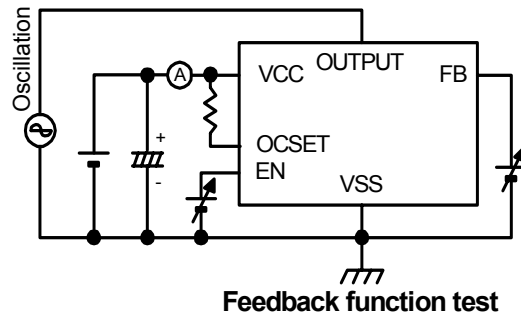 Oscillation
A
VCC
OUTPUT
FB
+
-
OCSET
EN
VSS
Feedback function test